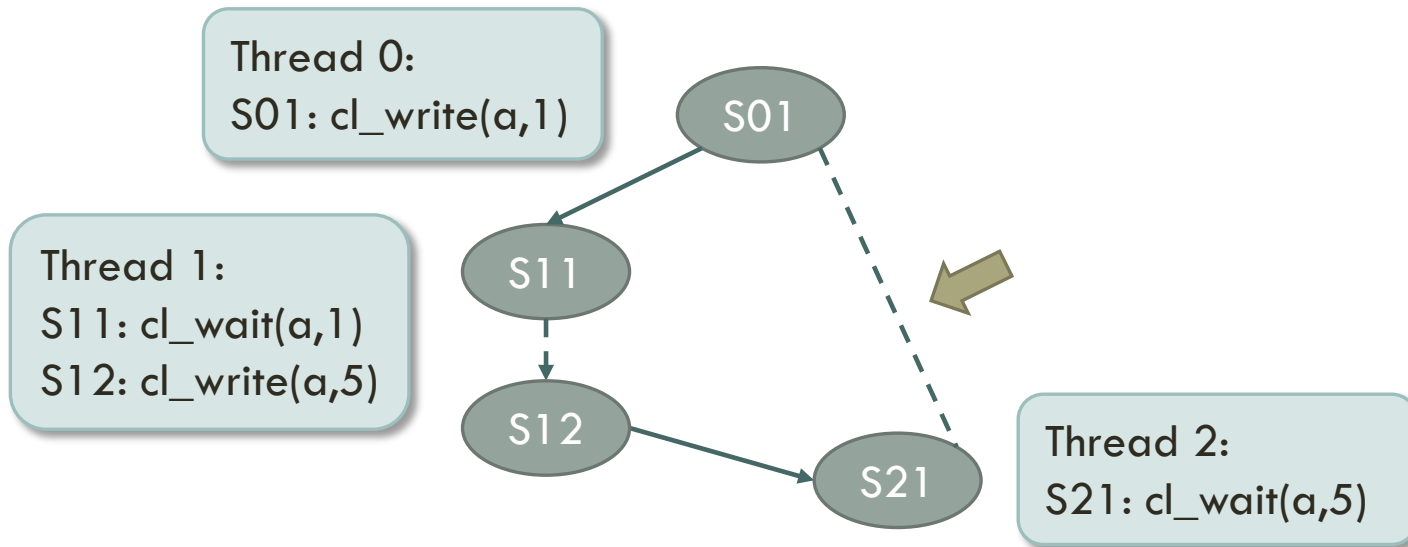 Thread 0:
S01: cl_write(a,1)
S01
Thread 1:
S11: cl_wait(a,1)
S12: cl_write(a,5)
S11
S12
S21
Thread 2:
S21: cl_wait(a,5)